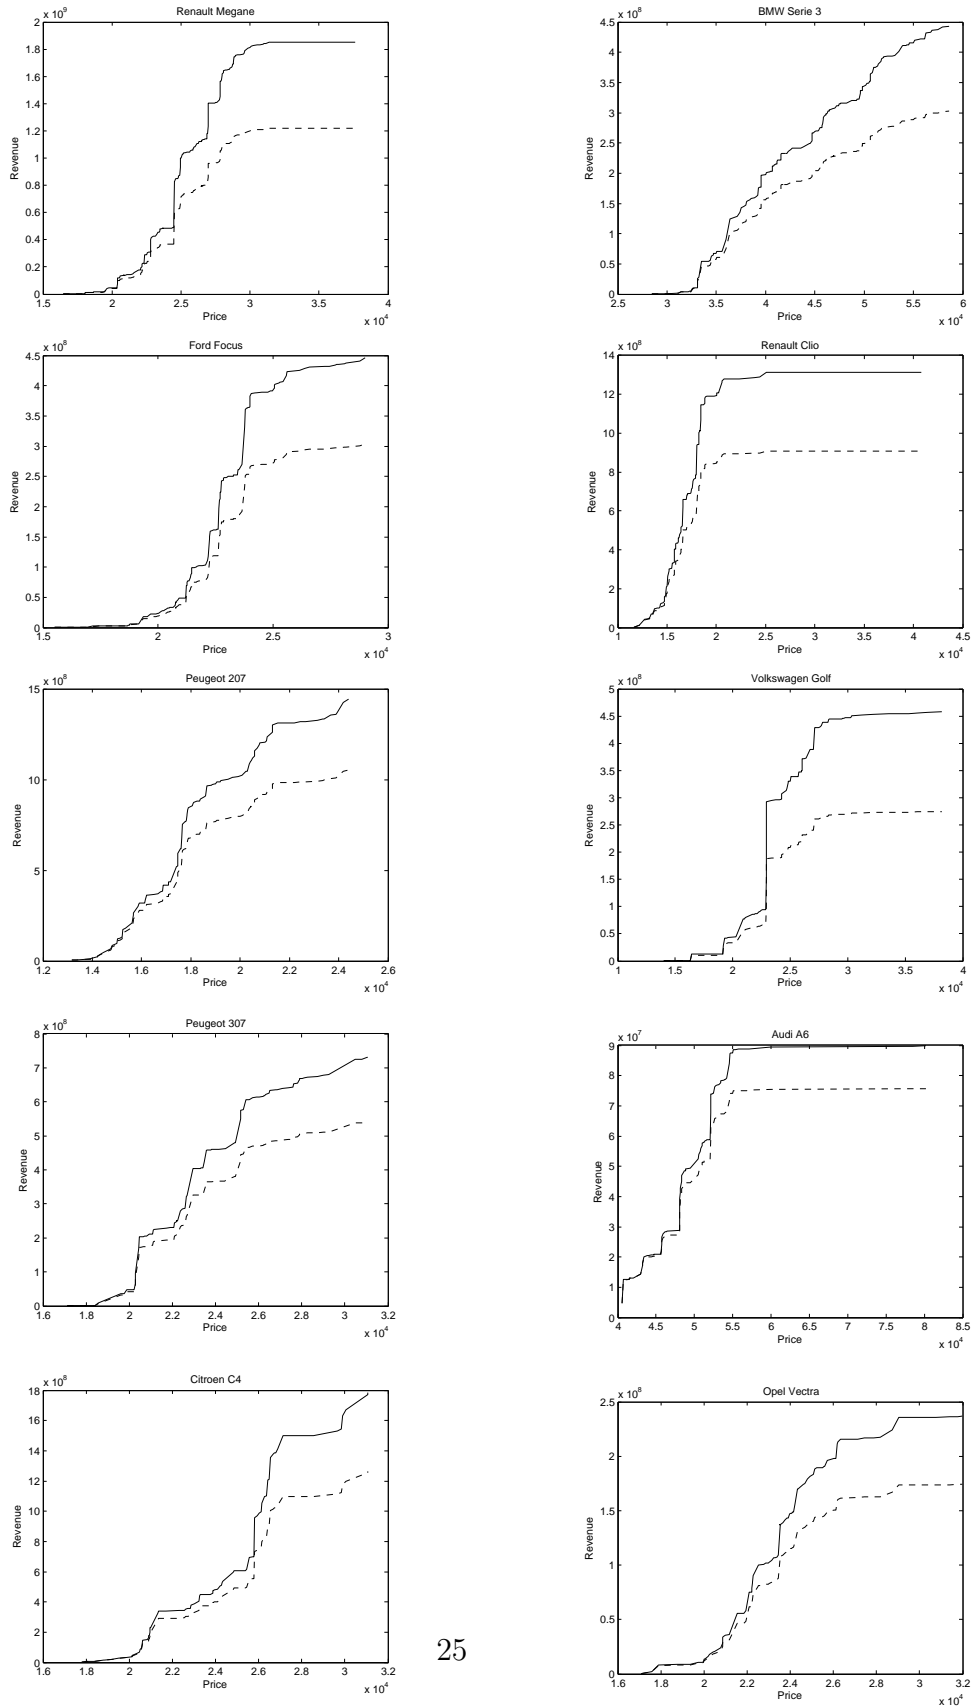 Renault Megane
x 10^9
2
1.8
1.6
1.4
1.2
1
0.8
0.6
0.4
0.2
0
Revenue
1.5 2 2.5 3 3.5 4
Price
x 10^4
BMW Serie 3
x 10^8
4.5
4
3.5
3
2.5
2
1.5
1
0.5
0
Revenue
2.5 3 3.5 4 4.5 5 5.5 6
Price
x 10^4
Ford Focus
x 10^8
4.5
4
3.5
3
2.5
2
1.5
1
0.5
0
Revenue
1.5 2 2.5 3
Price
x 10^4
Renault Clio
x 10^8
14
12
10
8
6
4
2
0
Revenue
1 1.5 2 2.5 3 3.5 4 4.5
Price
x 10^4
Peugeot 207
x 10^8
15
10
5
0
Revenue
1.2 1.4 1.6 1.8 2 2.2 2.4 2.6
Price
x 10^4
Volkswagen Golf
x 10^8
5
4.5
4
3.5
3
2.5
2
1.5
1
0.5
0
Revenue
1 1.5 2 2.5 3 3.5 4
Price
x 10^4
Peugeot 307
x 10^8
8
7
6
5
4
3
2
1
0
Revenue
1.6 1.8 2 2.2 2.4 2.6 2.8 3 3.2
Price
x 10^4
Audi A6
x 10^7
9
8
7
6
5
4
3
2
1
0
Revenue
4 4.5 5 5.5 6 6.5 7 7.5 8 8.5
Price
x 10^4
Citroen C4
x 10^8
18
16
14
12
10
8
6
4
2
0
Revenue
1.6 1.8 2 2.2 2.4 2.6 2.8 3 3.2
Price
x 10^4
Opel Vectra
x 10^8
2.5
2
1.5
1
0.5
0
Revenue
1.6 1.8 2 2.2 2.4 2.6 2.8 3 3.2
Price
x 10^4
25